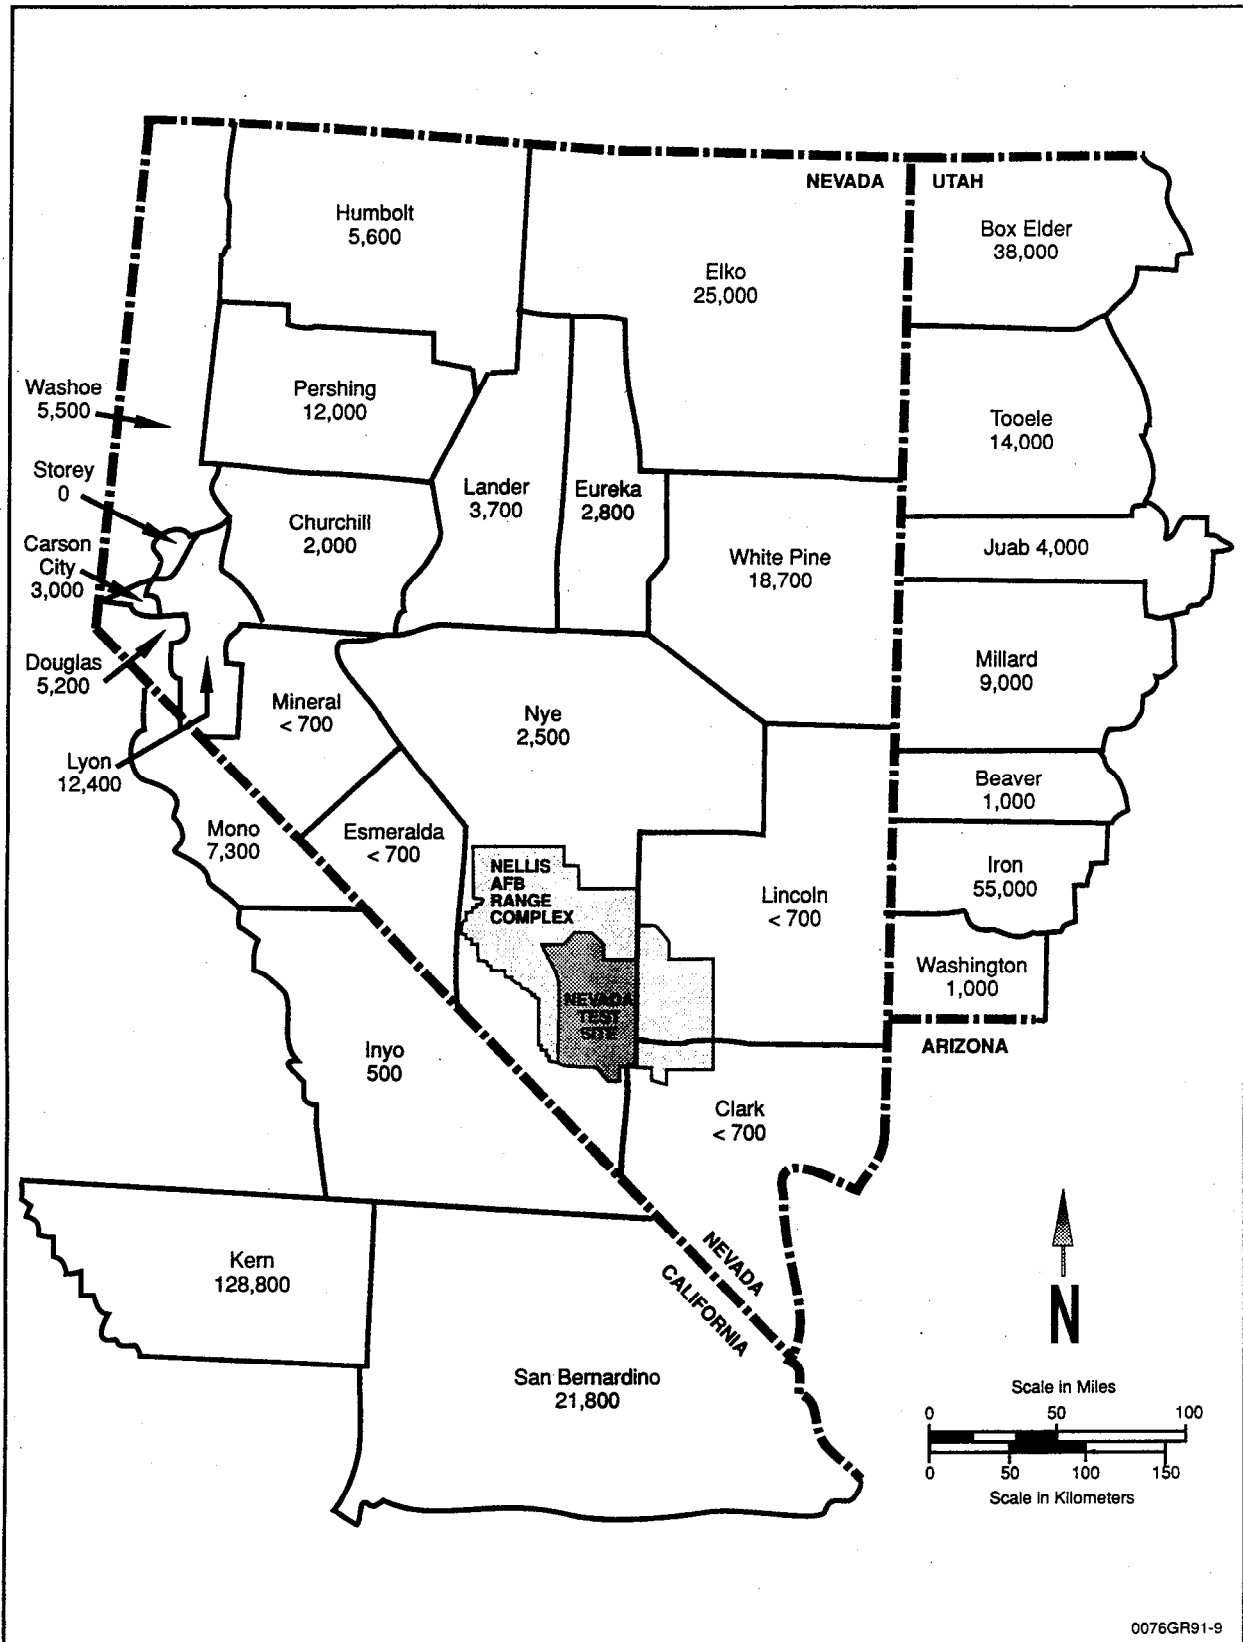 NEVADA
UTAH
Humbolt
5,600
Elko
25,000
Box Elder
38,000
Washoe
5,500
Pershing
12,000
Tooele
14,000
Storey
0
Lander
3,700
Eureka
2,800
Churchill
2,000
Carson
City
3,000
White Pine
18,700
Juab 4,000
Douglas
5,200
Mineral
< 700
Nye
2,500
Millard
9,000
Lyon
12,400
Beaver
1,000
Mono
7,300
Esmeralda
< 700
NELLIS
AFB
RANGE
COMPLEX
Lincoln
< 700
Iron
55,000
Washington
1,000
NEVADA
TEST
SITE
ARIZONA
Inyo
500
Clark
< 700
Kern
128,800
NEVADA
CALIFORNIA
N
San Bernardino
21,800
Scale in Miles
0 50 100
0 50 100 150
Scale in Kilometers
0076GR91-9